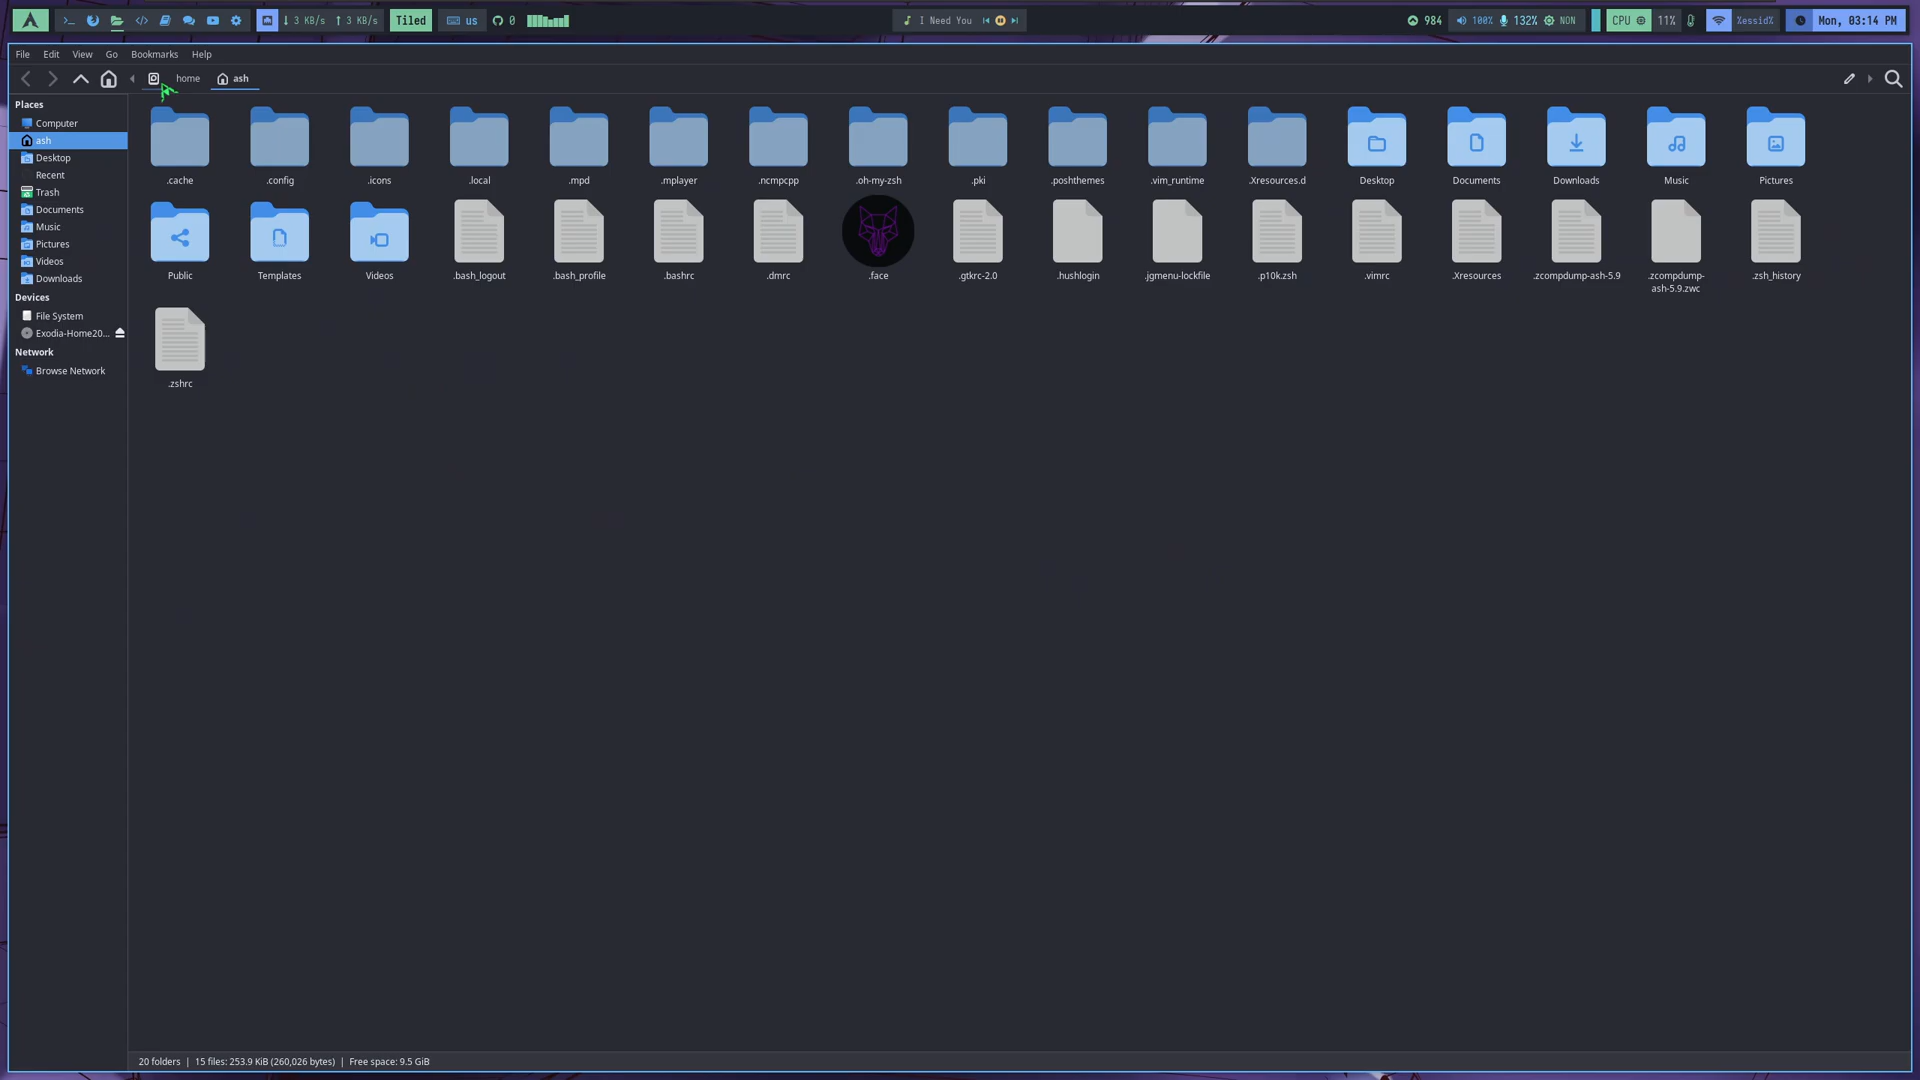 3 KB/s 3 KB/s Tiled us 0 I Need You 984 100% 132% NON CPU 11% %essid% Mon, 03:14 PM
File Edit View Go Bookmarks Help
home ash
Places
Computer
ash
Desktop
Recent
Trash
Documents
Music
Pictures
Videos
Downloads
Devices
File System
Exodia-Home20...
Network
Browse Network
.cache .config .icons .local .mpd .mplayer .ncmpcpp .oh-my-zsh .pki .poshthemes .vim_runtime .Xresources.d Desktop Documents Downloads Music Pictures
Public Templates Videos .bash_logout .bash_profile .bashrc .dmrc .face .gtkrc-2.0 .hushlogin .jgmenu-lockfile .p10k.zsh .vimrc .Xresources .zcompdump-ash-5.9 .zcompdump-
ash-5.9.zwc .zsh_history
.zshrc
20 folders | 15 files: 253.9 KiB (260,026 bytes) | Free space: 9.5 GiB